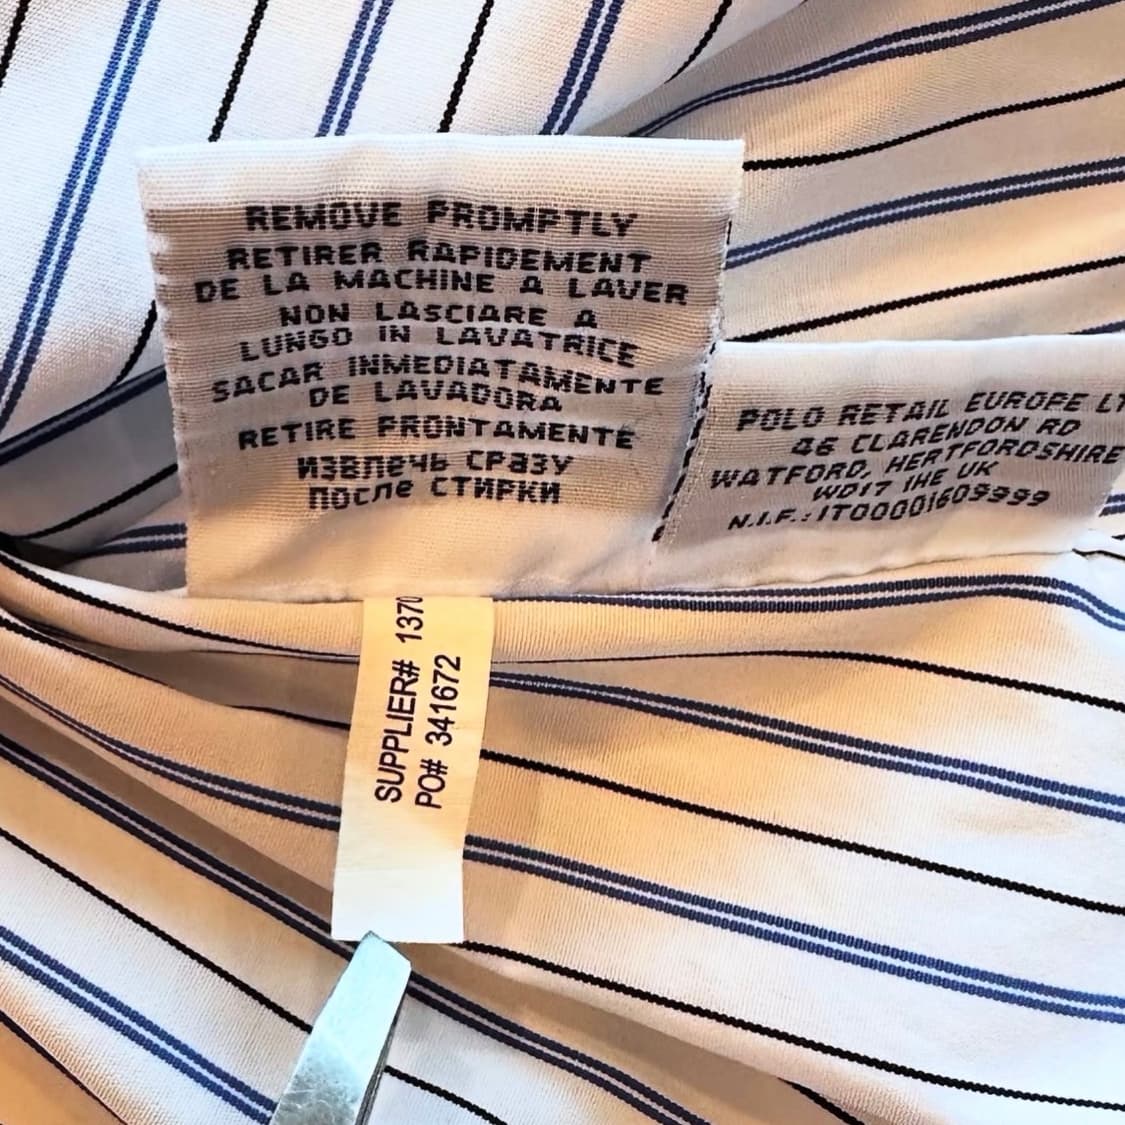 REMOVE PROMPTLY
RETIRER RAPIDEMENT
DE LA MACHINE A LAVER
NON LASCIARE A
LUNGO IN LAVATRICE
SACAR INMEDIATAMENTE
DE LAVADORA
RETIRE PRONTAMENTE
ИЗВЛЕЧЬ СРАЗУ
ПОСЛЕ СТИРКИ
POLO RETAIL EUROPE LT
46 CLARENDON RD
WATFORD, HERTFORDSHIRE
WD17 1HE UK
N.I.F.: IT00001609999
SUPPLIER# 1370
PO# 341672